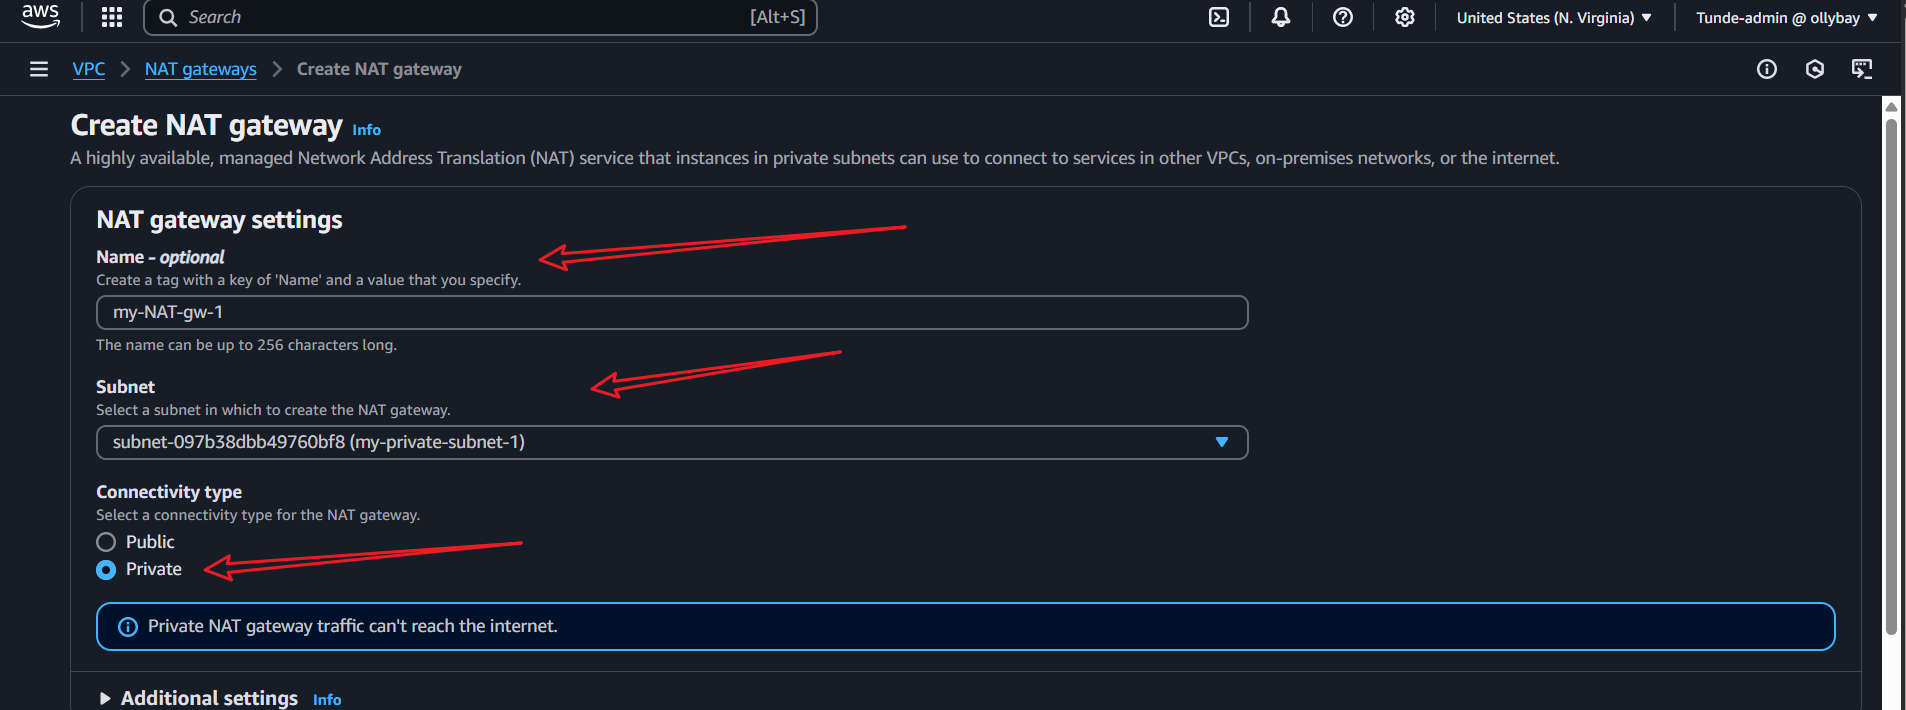 aws
Search
[Alt+S]
United States (N. Virginia)
Tunde-admin @ ollybay
VPC
NAT gateways
Create NAT gateway
Create NAT gateway Info
A highly available, managed Network Address Translation (NAT) service that instances in private subnets can use to connect to services in other VPCs, on-premises networks, or the internet.
NAT gateway settings
Name - optional
Create a tag with a key of 'Name' and a value that you specify.
my-NAT-gw-1
The name can be up to 256 characters long.
Subnet
Select a subnet in which to create the NAT gateway.
subnet-097b38dbb49760bf8 (my-private-subnet-1)
Connectivity type
Select a connectivity type for the NAT gateway.
Public
Private
Private NAT gateway traffic can't reach the internet.
Additional settings Info